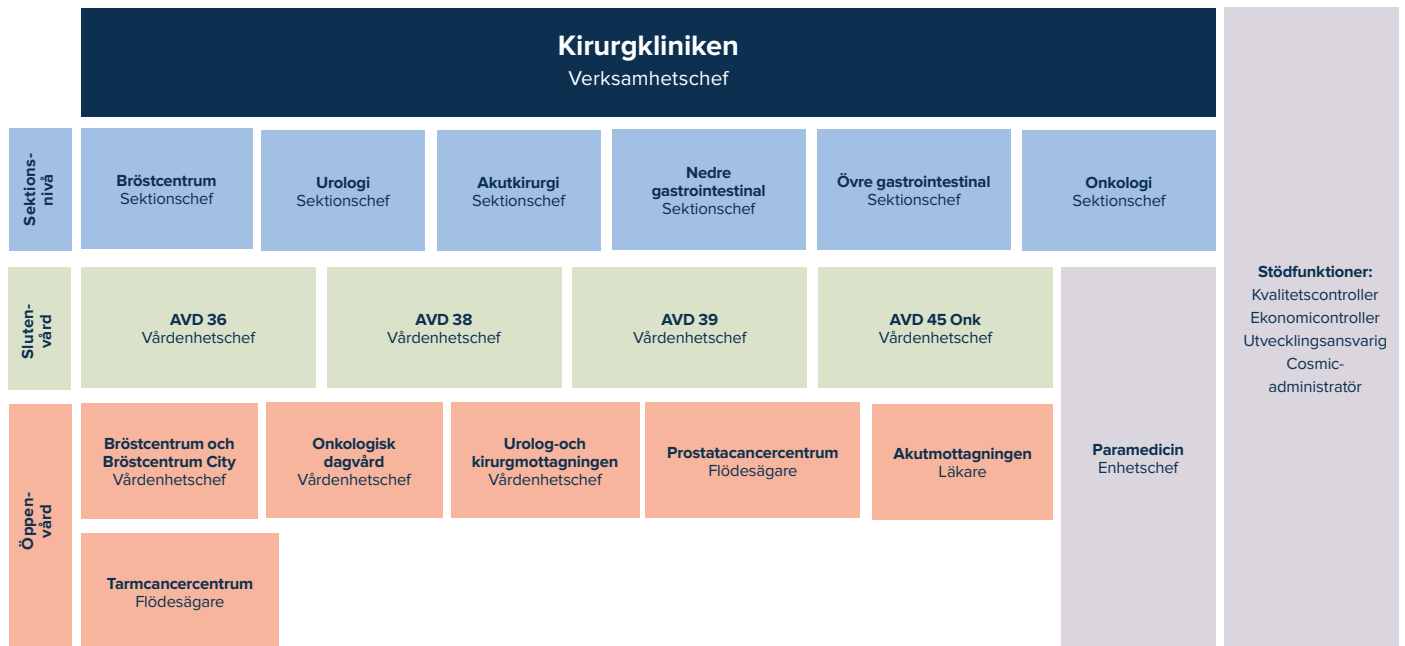 Kirurgkliniken
Verksamhetschef
Sektions-
nivå
Bröstcentrum
Sektionschef
Urologi
Sektionschef
Akutkirurgi
Sektionschef
Nedre
gastrointestinal
Sektionschef
Övre gastrointestinal
Sektionschef
Onkologi
Sektionschef
Sluten-
vård
AVD 36
Vårdenhetschef
AVD 38
Vårdenhetschef
AVD 39
Vårdenhetschef
AVD 45 Onk
Vårdenhetschef
Öppen-
vård
Bröstcentrum och
Bröstcentrum City
Vårdenhetschef
Onkologisk
dagvård
Vårdenhetschef
Urolog-och
kirurgmottagningen
Vårdenhetschef
Prostatacancercentrum
Flödesägare
Akutmottagningen
Läkare
Tarmcancercentrum
Flödesägare
Paramedicin
Enhetschef
Stödfunktioner:
Kvalitetscontroller
Ekonomicontroller
Utvecklingsansvarig
Cosmic-
administratör